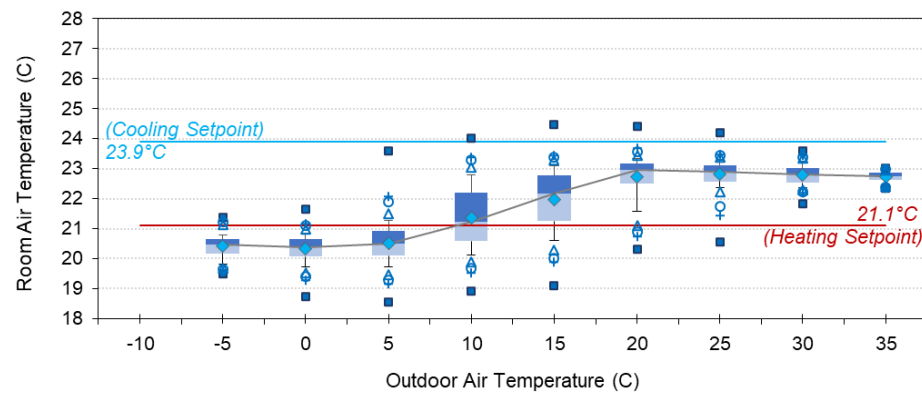 28
27
26
25
24
23
22
21
20
19
18
Room Air Temperature (C)
(Cooling Setpoint)
23.9°C
21.1°C
(Heating Setpoint)
-10 -5 0 5 10 15 20 25 30 35
Outdoor Air Temperature (C)